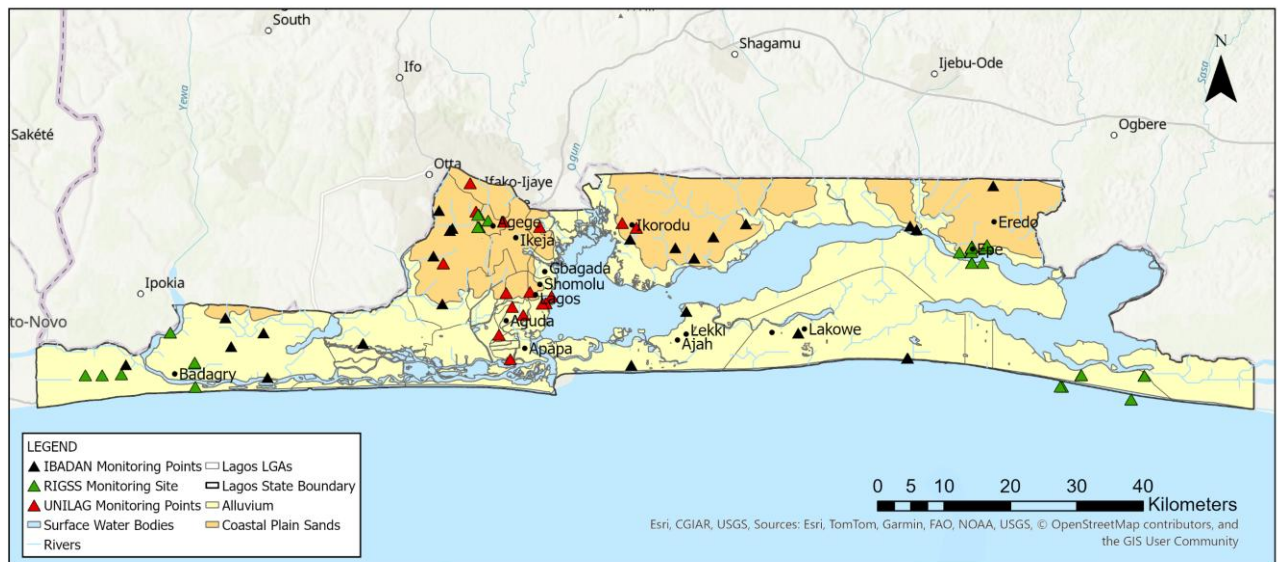 South
Shagamu
Ifo
Ijebu-Ode
N
Yewa
Sasa
Sakété
Ogun
Ogbere
Otta
Ifako-Ijaye
Agege
Ikorodu
Eredo
Ikeja
Epe
Gbagada
Ipokia
Shomolu
Lagos
to-Novo
Aguda
Lekki
Lakowe
Ajah
Apapa
Badagry
LEGEND
IBADAN Monitoring Points
Lagos LGAs
RIGSS Monitoring Site
Lagos State Boundary
UNILAG Monitoring Points
Alluvium
Surface Water Bodies
Coastal Plain Sands
Rivers
0 5 10 20 30 40
Kilometers
Esri, CGIAR, USGS, Sources: Esri, TomTom, Garmin, FAO, NOAA, USGS, © OpenStreetMap contributors, and
the GIS User Community